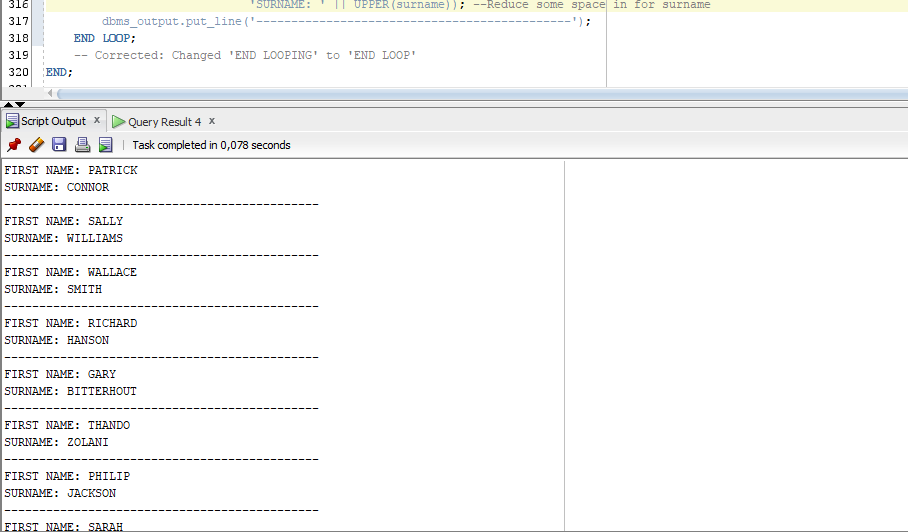 316 'SURNAME: ' || UPPER(surname)); --Reduce some space in for surname
317 dbms_output.put_line('---------------------------------------------');
318 END LOOP;
319 -- Corrected: Changed 'END LOOPING' to 'END LOOP'
320 END;
Script Output x Query Result 4 x
Task completed in 0,078 seconds
FIRST NAME: PATRICK
SURNAME: CONNOR
---------------------------------------------
FIRST NAME: SALLY
SURNAME: WILLIAMS
---------------------------------------------
FIRST NAME: WALLACE
SURNAME: SMITH
---------------------------------------------
FIRST NAME: RICHARD
SURNAME: HANSON
---------------------------------------------
FIRST NAME: GARY
SURNAME: BITTERHOUT
---------------------------------------------
FIRST NAME: THANDO
SURNAME: ZOLANI
---------------------------------------------
FIRST NAME: PHILIP
SURNAME: JACKSON
---------------------------------------------
FIRST NAME: SARAH